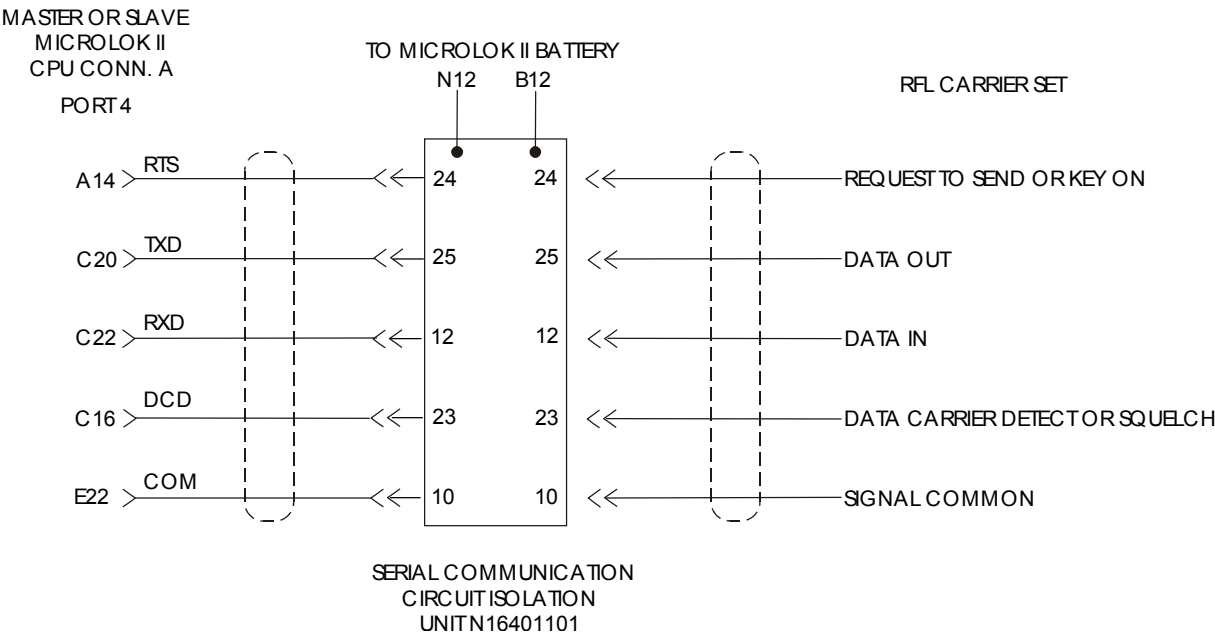 MASTER OR SLAVE
MICROLOK II
CPU CONN. A
PORT 4
TO MICROLOK II BATTERY
N12 B12
RFL CARRIER SET
A14 RTS 24 24 REQUEST TO SEND OR KEY ON
C20 TXD 25 25 DATA OUT
C22 RXD 12 12 DATA IN
C16 DCD 23 23 DATA CARRIER DETECT OR SQUELCH
E22 COM 10 10 SIGNAL COMMON
SERIAL COMMUNICATION
CIRCUIT ISOLATION
UNIT N16401101